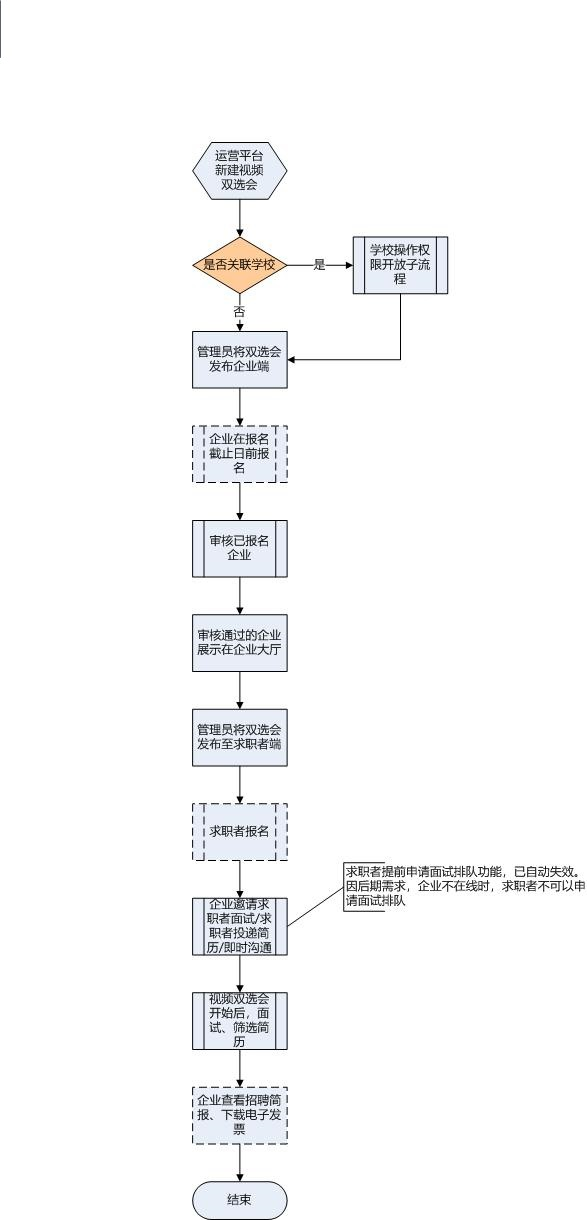 运营平台
新建视频
双选会
是否关联学校
是
学校操作权
限开放子流
程
否
管理员将双选会
发布企业端
企业在报名
截止日前报
名
审核已报名
企业
审核通过的企业
展示在企业大厅
管理员将双选会
发布至求职者端
求职者报名
求职者提前申请面试排队功能，已自动失效。
因后期需求，企业不在线时，求职者不可以申
请面试排队
企业邀请求
职者面试/求
职者投递简
历/即时沟通
视频双选会
开始后，面
试、筛选简
历
企业查看招聘简
报、下载电子发
票
结束